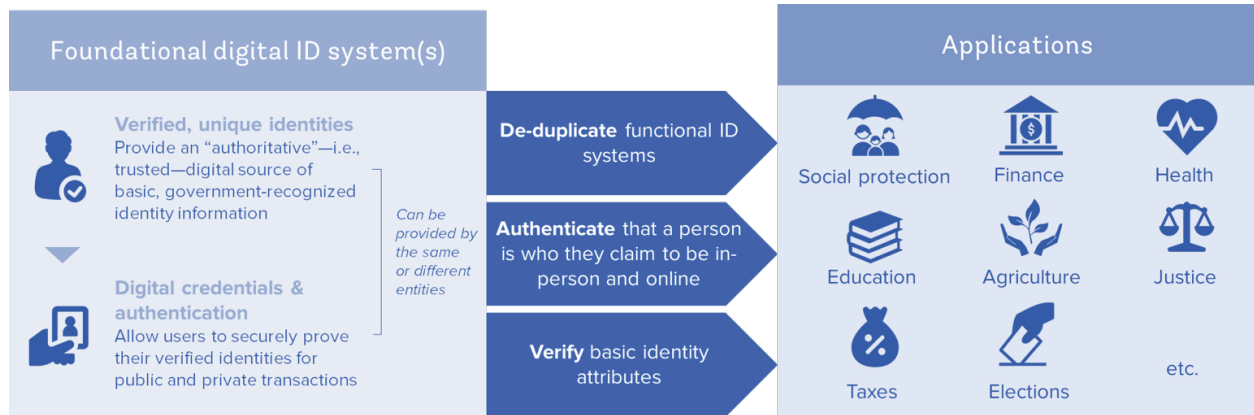 Foundational digital ID system(s)
Verified, unique identities
Provide an “authoritative”—i.e.,
trusted—digital source of
basic, government-recognized
identity information
Can be
provided by
the same
or different
entities
Digital credentials &
authentication
Allow users to securely prove
their verified identities for
public and private transactions
De-duplicate functional ID
systems
Authenticate that a person
is who they claim to be in-
person and online
Verify basic identity
attributes
Applications
Social protection
Finance
Health
Education
Agriculture
Justice
Taxes
Elections
etc.